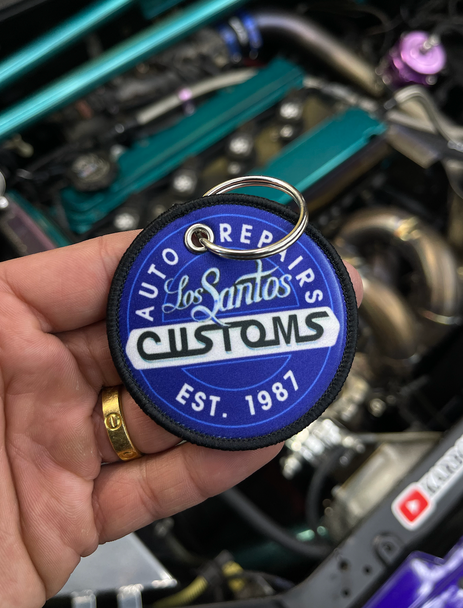 AUTO REPAIRS
Los Santos
CUSTOMS
EST. 1987